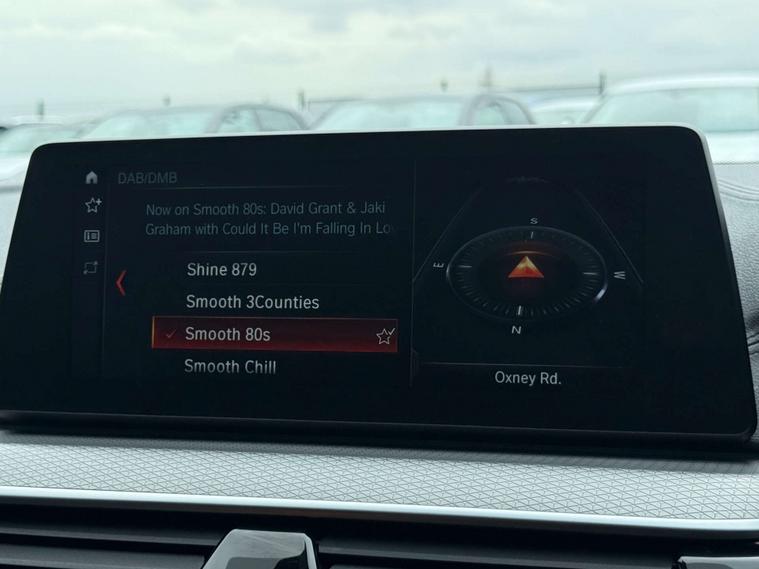 DAB/DMB
Now on Smooth 80s: David Grant & Jaki
Graham with Could It Be I'm Falling In Lo
Shine 879
Smooth 3Counties
Smooth 80s
Smooth Chill
S
E
W
N
Oxney Rd.